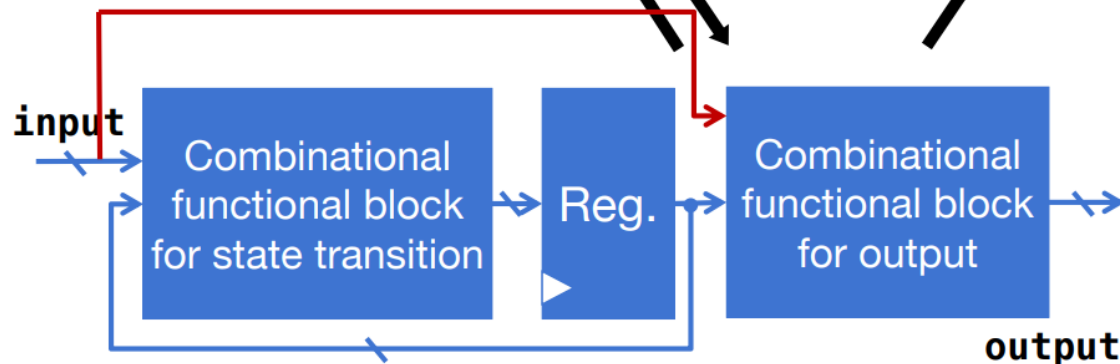 input
Combinational
functional block
for state transition
Reg.
Combinational
functional block
for output
output